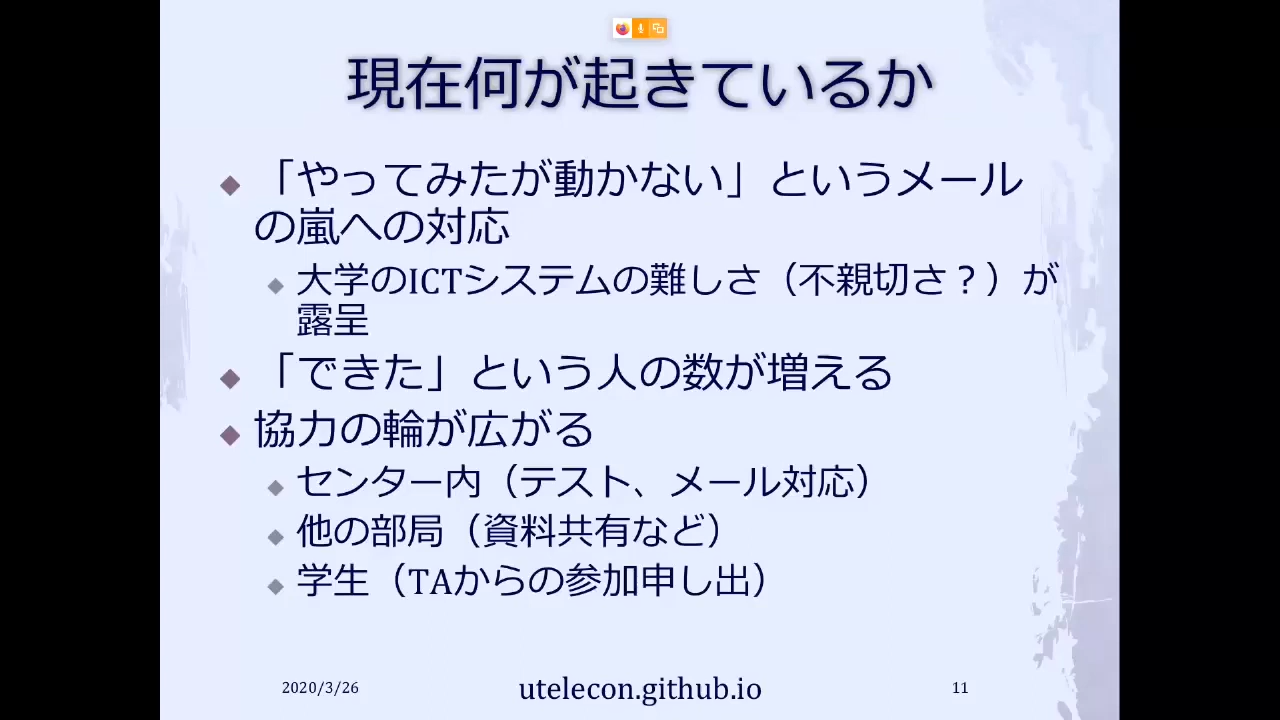 現在何が起きているか
「やってみたが動かない」というメール
の嵐への対応
大学のICTシステムの難しさ（不親切さ？）が
露呈
「できた」という人の数が増える
協力の輪が広がる
センター内（テスト、メール対応）
他の部局（資料共有など）
学生（TAからの参加申し出）
2020/3/26
utelecon.github.io
11